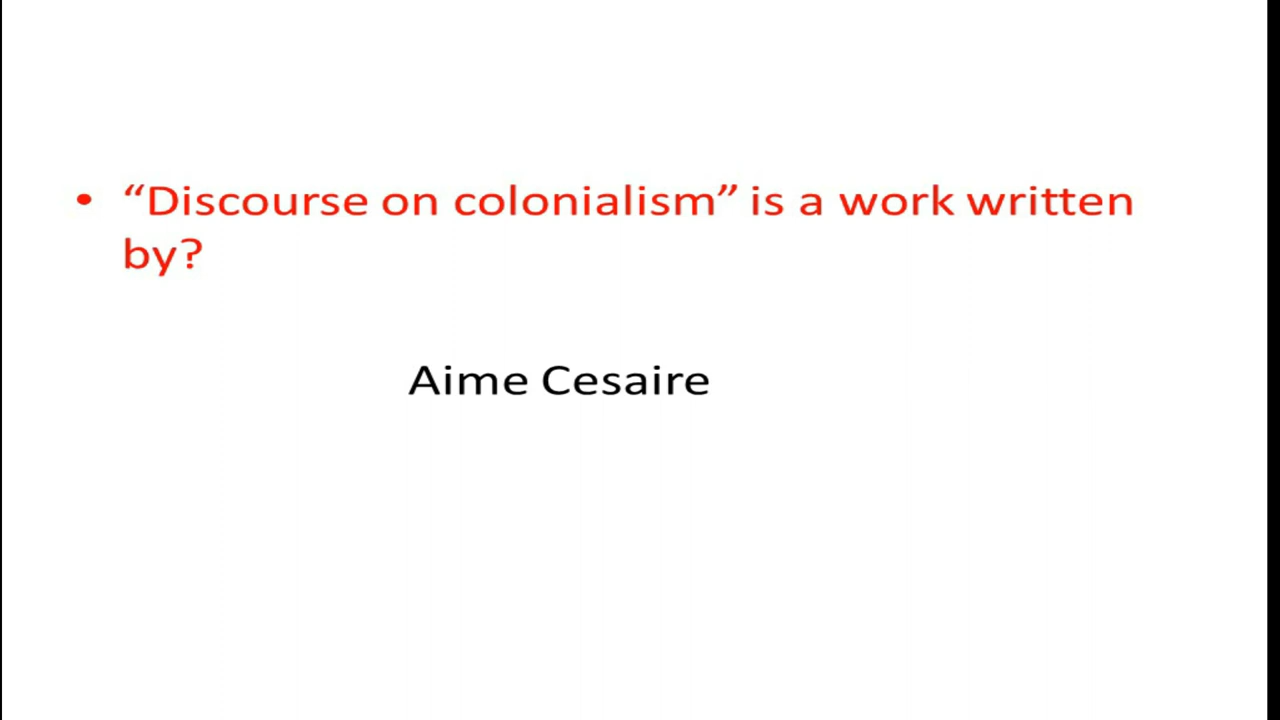 • “Discourse on colonialism” is a work written
by?
Aime Cesaire